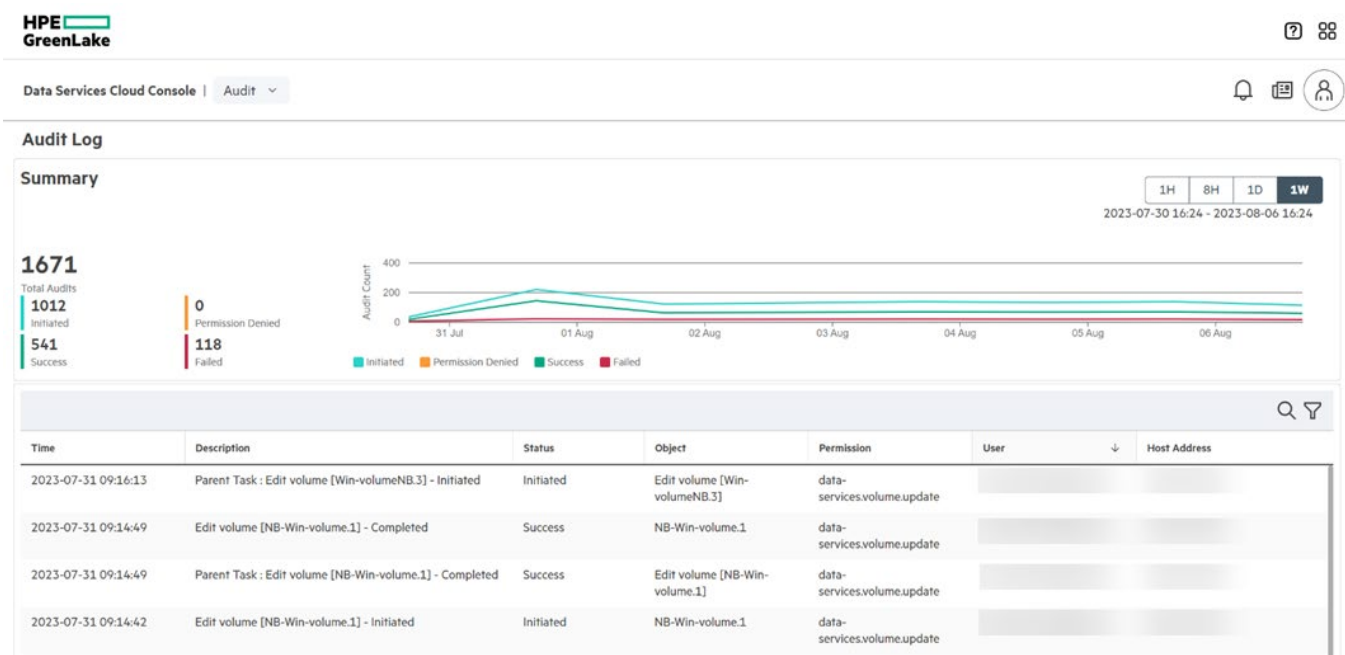 HPE
GreenLake
Data Services Cloud Console | Audit
Audit Log
Summary
1H 8H 1D 1W
2023-07-30 16:24 - 2023-08-06 16:24
1671
Total Audits
1012
Initiated
0
Permission Denied
541
Success
118
Failed
Audit Count
400
200
0
31 Jul 01 Aug 02 Aug 03 Aug 04 Aug 05 Aug 06 Aug
Initiated Permission Denied Success Failed
Time Description Status Object Permission User Host Address
2023-07-31 09:16:13 Parent Task : Edit volume [Win-volumeNB.3] - Initiated Initiated Edit volume [Win- data-
volumeNB.3] services.volume.update
2023-07-31 09:14:49 Edit volume [NB-Win-volume.1] - Completed Success NB-Win-volume.1 data-
services.volume.update
2023-07-31 09:14:49 Parent Task : Edit volume [NB-Win-volume.1] - Completed Success Edit volume [NB-Win- data-
volume.1] services.volume.update
2023-07-31 09:14:42 Edit volume [NB-Win-volume.1] - Initiated Initiated NB-Win-volume.1 data-
services.volume.update